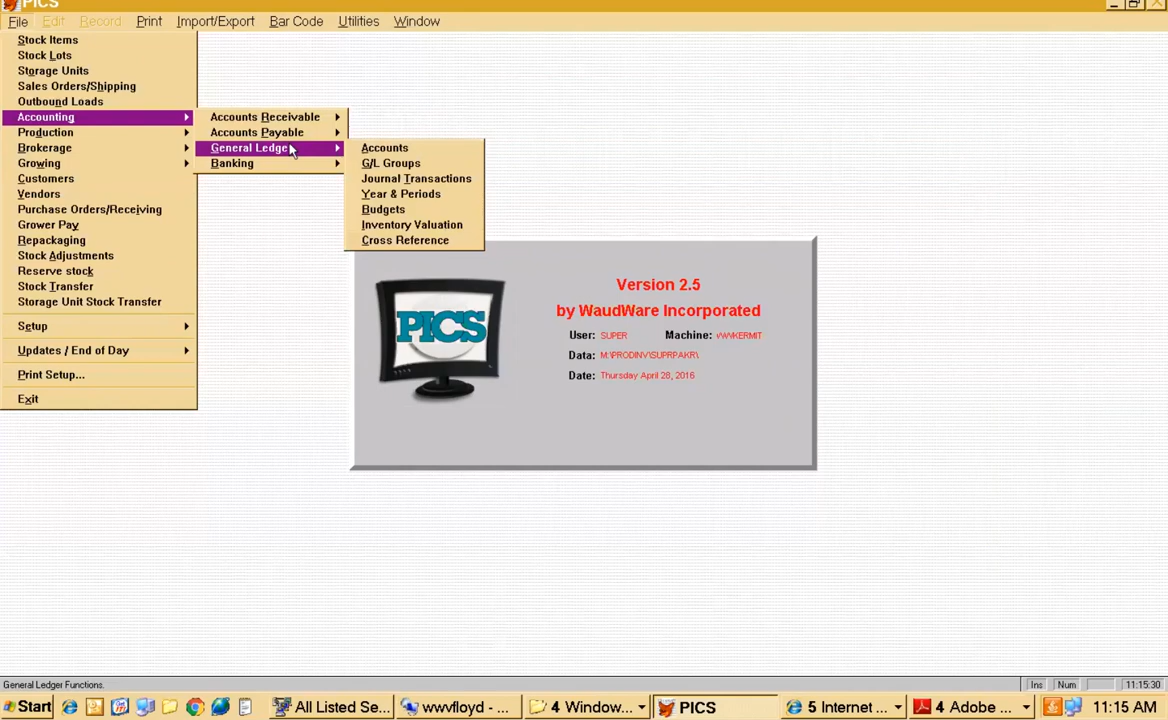 PICS
File Edit Record Print Import/Export Bar Code Utilities Window
Stock Items
Stock Lots
Storage Units
Sales Orders/Shipping
Outbound Loads
Accounting
Production
Brokerage
Growing
Customers
Vendors
Purchase Orders/Receiving
Grower Pay
Repackaging
Stock Adjustments
Reserve stock
Stock Transfer
Storage Unit Stock Transfer
Setup
Updates / End of Day
Print Setup...
Exit
Accounts Receivable
Accounts Payable
General Ledger
Banking
Accounts
G/L Groups
Journal Transactions
Year & Periods
Budgets
Inventory Valuation
Cross Reference
PICS
Version 2.5
by WaudWare Incorporated
User: SUPER Machine: WWKERMIT
Data: M:\PRODINV\SUPRPAKR\
Date: Thursday April 28, 2016
General Ledger Functions. Ins Num 11:15:30
Start All Listed Se... wwvfloyd - ... 4 Window... PICS 5 Internet ... 4 Adobe ... 11:15 AM